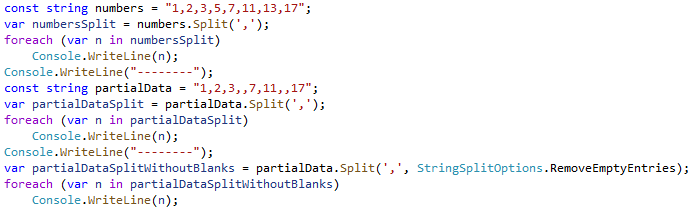 const string numbers = "1,2,3,5,7,11,13,17";
var numbersSplit = numbers.Split(',');
foreach (var n in numbersSplit)
    Console.WriteLine(n);
Console.WriteLine("--------");
const string partialData = "1,2,3,,7,11,,17";
var partialDataSplit = partialData.Split(',');
foreach (var n in partialDataSplit)
    Console.WriteLine(n);
Console.WriteLine("--------");
var partialDataSplitWithoutBlanks = partialData.Split(',', StringSplitOptions.RemoveEmptyEntries);
foreach (var n in partialDataSplitWithoutBlanks)
    Console.WriteLine(n);